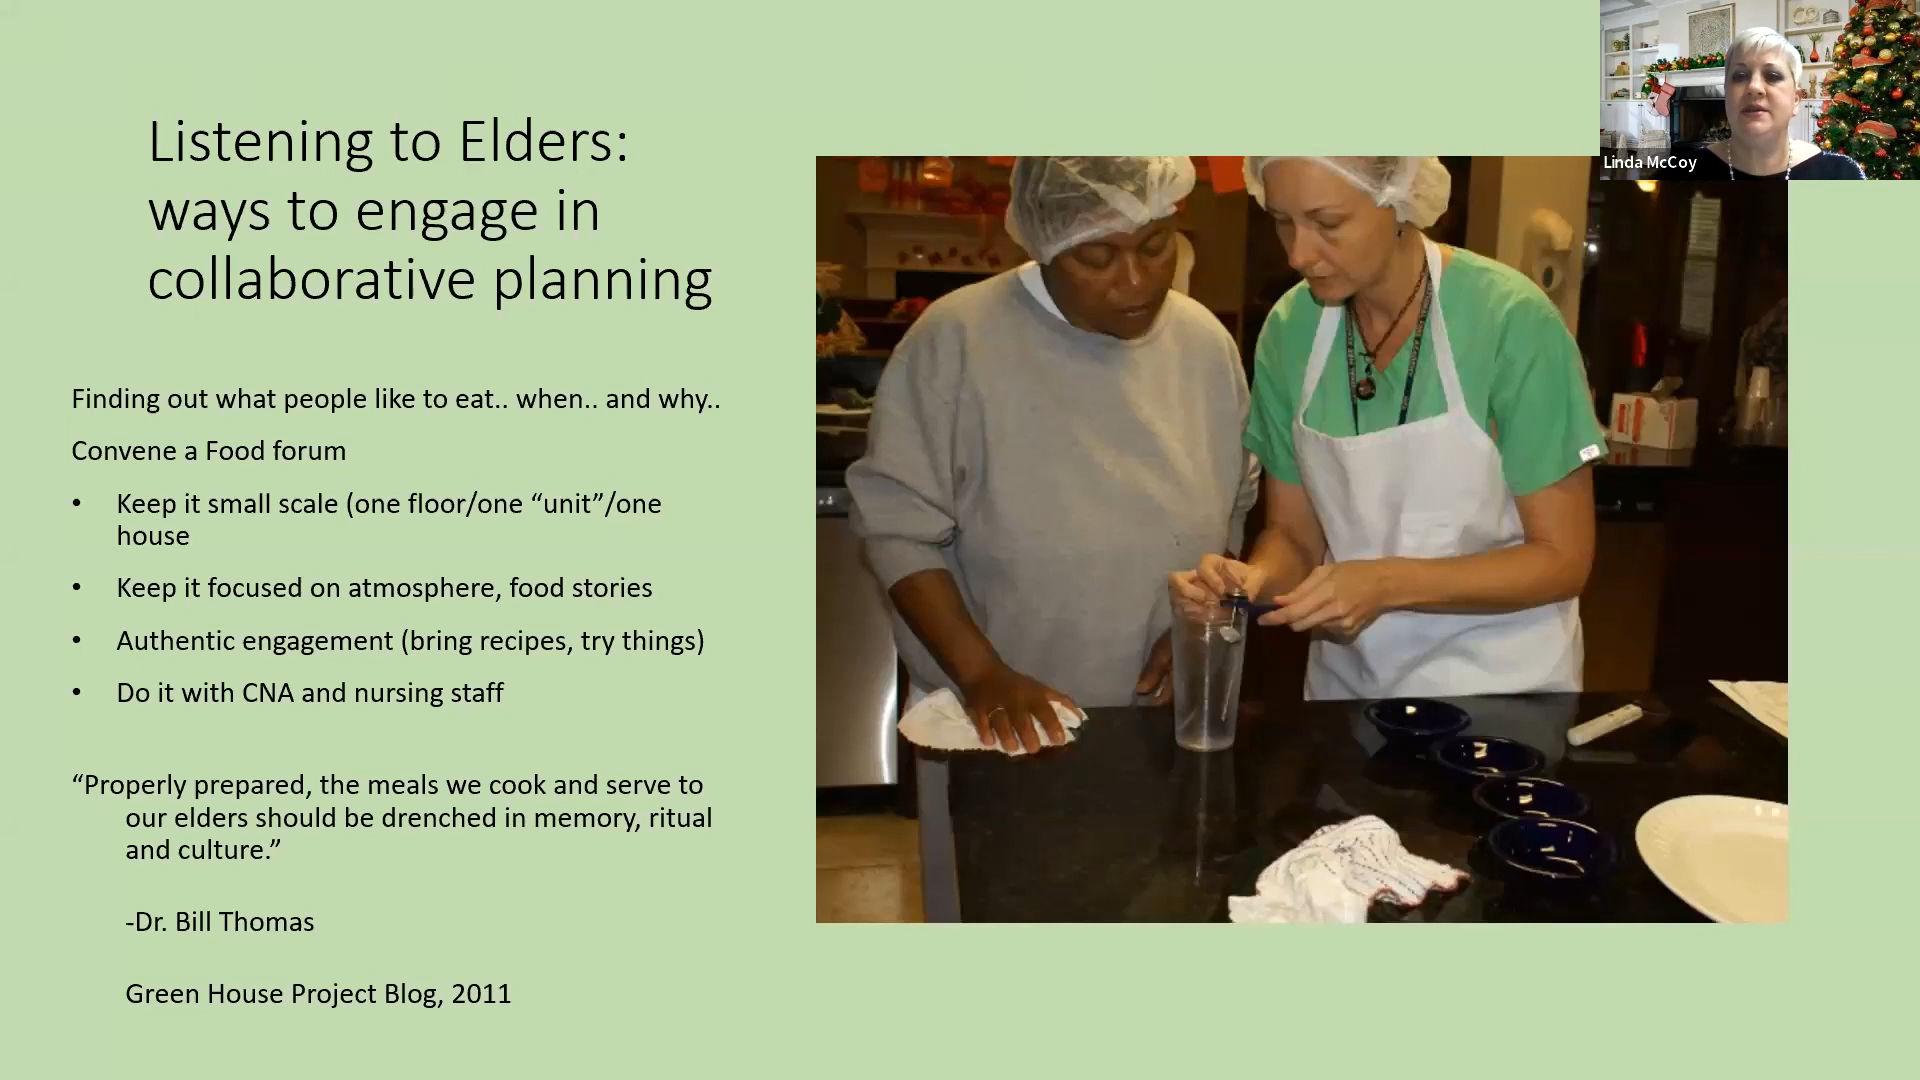 Listening to Elders:
ways to engage in
collaborative planning
Finding out what people like to eat.. when.. and why..
Convene a Food forum
• Keep it small scale (one floor/one “unit”/one
house
• Keep it focused on atmosphere, food stories
• Authentic engagement (bring recipes, try things)
• Do it with CNA and nursing staff
“Properly prepared, the meals we cook and serve to
our elders should be drenched in memory, ritual
and culture.”
-Dr. Bill Thomas
Green House Project Blog, 2011
Linda McCoy